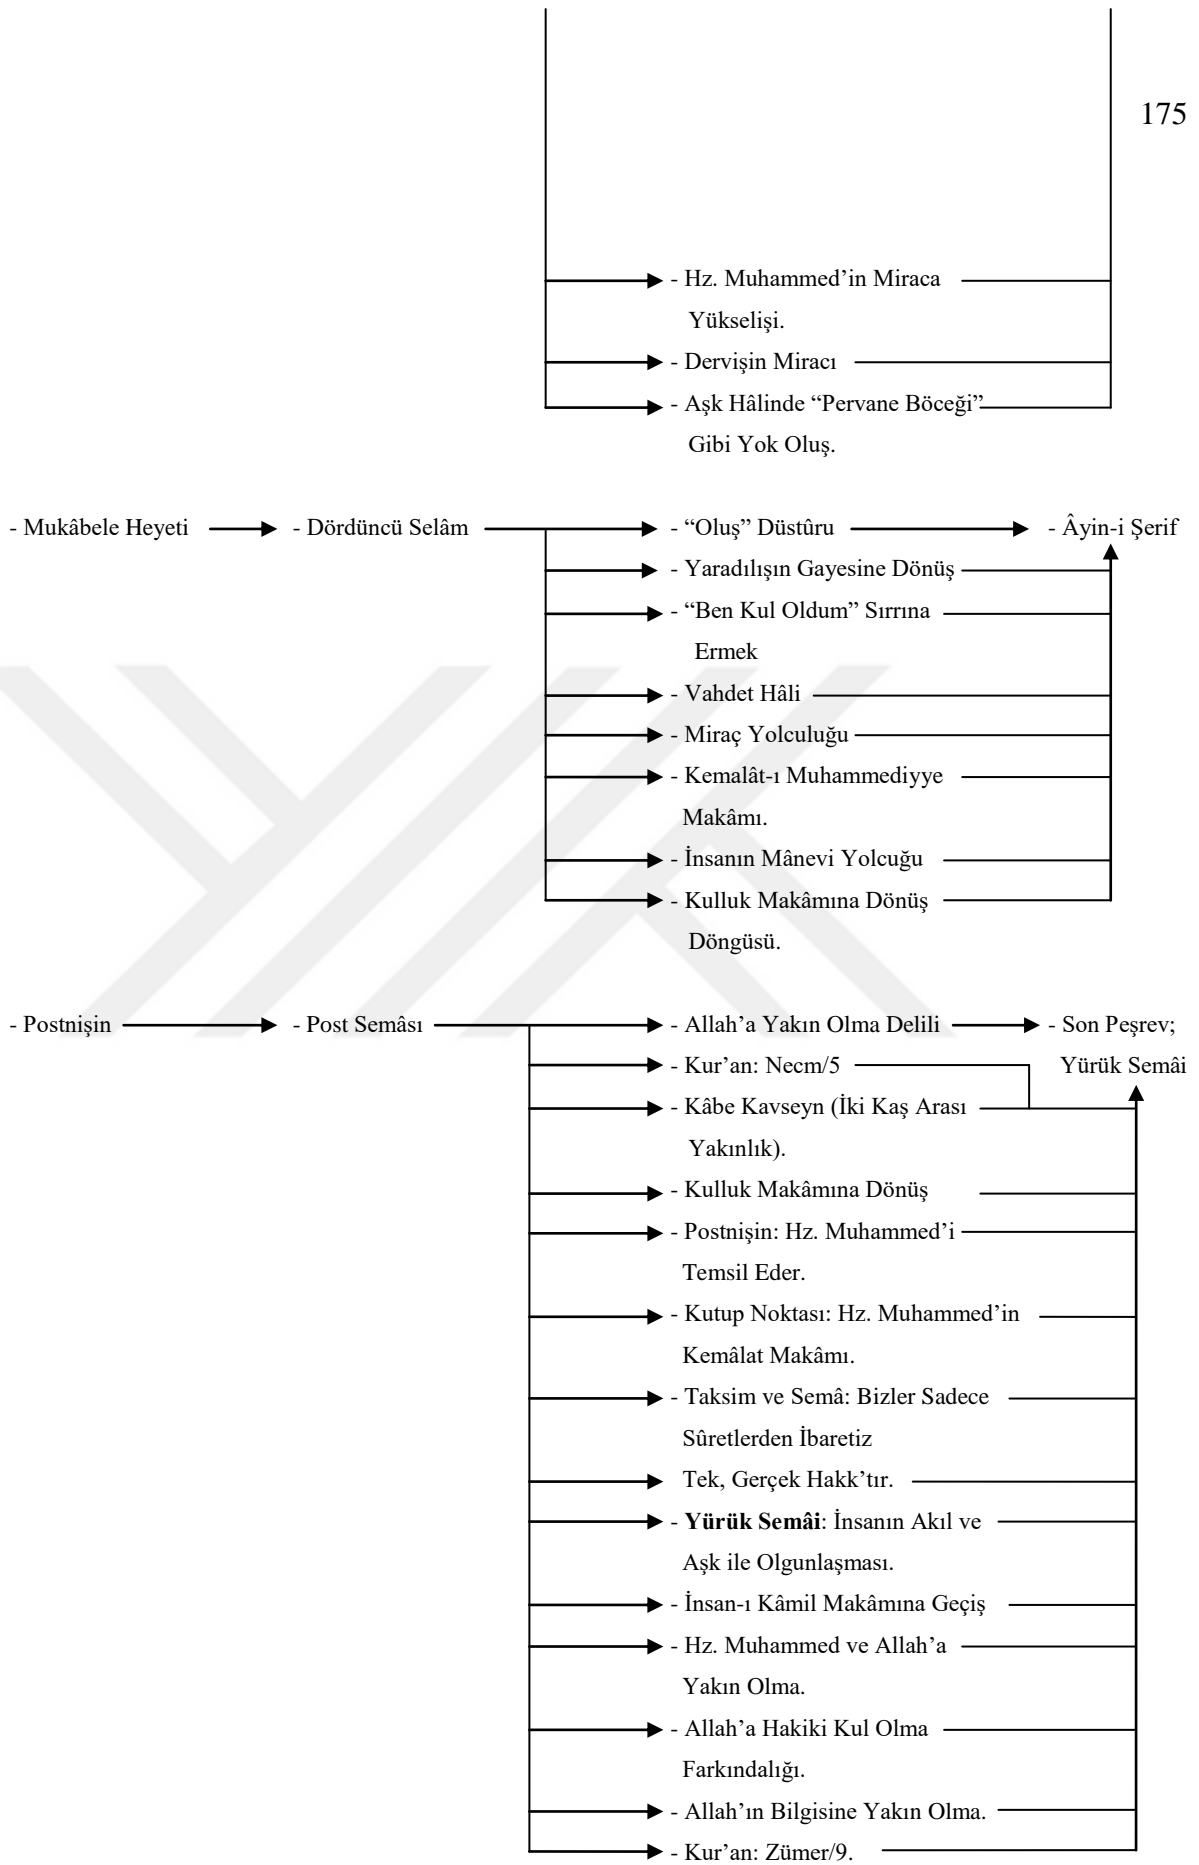 175
- Hz. Muhammed’in Miraca
Yükselişi.
- Dervişin Miracı
- Aşk Hâlinde “Pervane Böceği”
Gibi Yok Oluş.
- Mukâbele Heyeti - Dördüncü Selâm - “Oluş” Düstûru - Âyin-i Şerif
- Yaradılışın Gayesine Dönüş
- “Ben Kul Oldum” Sırrına
Ermek
- Vahdet Hâli
- Miraç Yolculuğu
- Kemalât-ı Muhammediyye
Makâmı.
- İnsanın Mânevi Yolcuğu
- Kulluk Makâmına Dönüş
Döngüsü.
- Postnişin - Post Semâsı - Allah’a Yakın Olma Delili - Son Peşrev;
- Kur’an: Necm/5 Yürük Semâi
- Kâbe Kavseyn (İki Kaş Arası
Yakınlık).
- Kulluk Makâmına Dönüş
- Postnişin: Hz. Muhammed’i
Temsil Eder.
- Kutup Noktası: Hz. Muhammed’in
Kemâlat Makâmı.
- Taksim ve Semâ: Bizler Sadece
Sûretlerden İbaretiz
Tek, Gerçek Hakk’tır.
- Yürük Semâi: İnsanın Akıl ve
Aşk ile Olgunlaşması.
- İnsan-ı Kâmil Makâmına Geçiş
- Hz. Muhammed ve Allah’a
Yakın Olma.
- Allah’a Hakiki Kul Olma
Farkındalığı.
- Allah’ın Bilgisine Yakın Olma.
- Kur’an: Zümer/9.